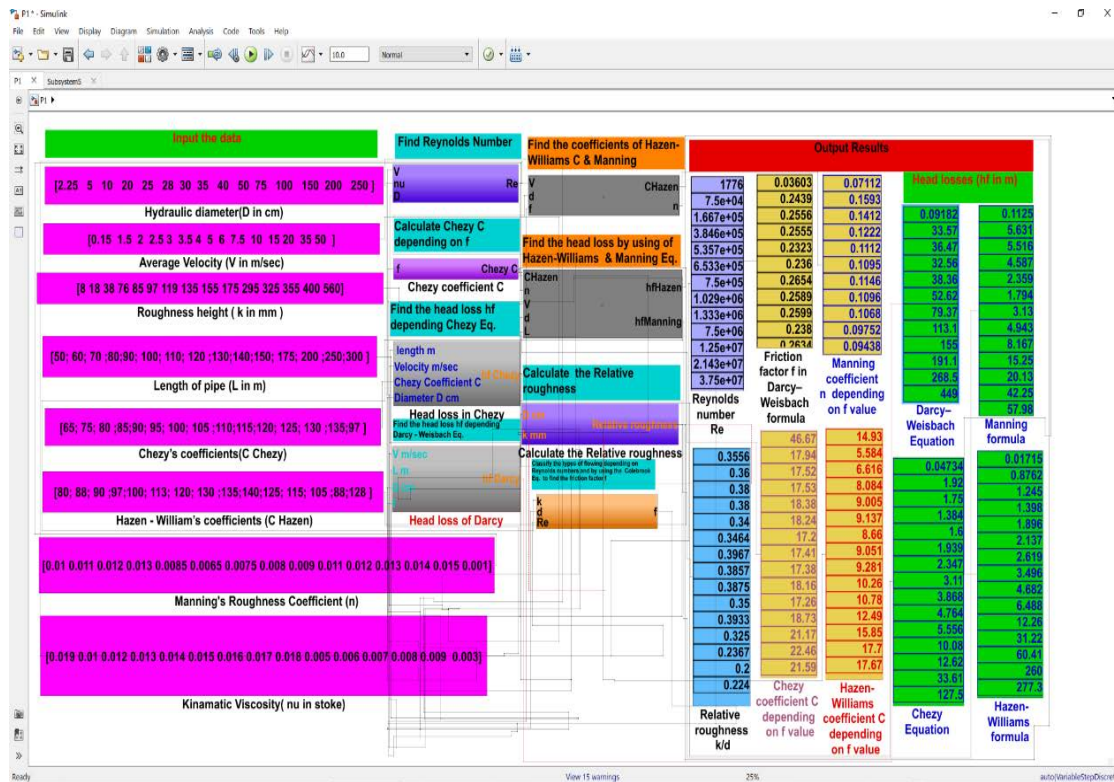 P1 * - Simulink
File Edit View Display Diagram Simulation Analysis Code Tools Help
10.0
Normal
P1
Subsystem5
P1
Input the data
[2.25 5 10 20 25 28 30 35 40 50 75 100 150 200 250 ]
Hydraulic diameter(D in cm)
[0.15 1.5 2 2.5 3 3.5 4 5 6 7.5 10 15 20 35 50 ]
Average Velocity (V in m/sec)
[8 18 38 76 85 97 119 135 155 175 295 325 355 400 560]
Roughness height ( k in mm )
[50; 60; 70 ;80;90; 100; 110; 120 ;130;140;150; 175; 200 ;250;300 ]
Length of pipe (L in m)
[65; 75; 80 ;85;90; 95; 100; 105 ;110;115;120; 125; 130 ;135;97 ]
Chezy's coefficients(C Chezy)
[80; 88; 90 ;97;100; 113; 120; 130 ;135;140;125; 115; 105 ;88;128 ]
Hazen - William's coefficients (C Hazen)
[0.01 0.011 0.012 0.013 0.0085 0.0065 0.0075 0.008 0.009 0.011 0.012 0.013 0.014 0.015 0.001]
Manning's Roughness Coefficient (n)
[0.019 0.01 0.012 0.013 0.014 0.015 0.016 0.017 0.018 0.005 0.006 0.007 0.008 0.009 0.003]
Kinamatic Viscosity( nu in stoke)
Find Reynolds Number
V
nu
D
Re
Calculate Chezy C
depending on f
f
Chezy C
Chezy coefficient C
Find the head loss hf
depending Chezy Eq.
length m
Velocity m/sec
Chezy Coefficient C
Diameter D cm
hf Chezy
Head loss in Chezy
Find the head loss hf depending
Darcy - Weisbach Eq.
V m/sec
L m
hfDarcy
Head loss of Darcy
Find the coefficients of Hazen-
Williams C & Manning
V
d
f
CHazen
n
Find the head loss by using of
Hazen-Williams & Manning Eq.
CHazen
n
V
d
L
hfHazen
hfManning
Calculate the Relative
roughness
k mm
Relative roughness
Calculate the Relative roughness
Classify the types of flowing depending on
Reynolds numbers)and by using the Colebrook
Eq. to find the friction factor f
k
d
Re
f
Output Results
1776
7.5e+04
1.667e+05
3.846e+05
5.357e+05
6.533e+05
7.5e+05
1.029e+06
1.333e+06
7.5e+06
1.25e+07
2.143e+07
3.75e+07
Reynolds
number
Re
0.3556
0.36
0.38
0.38
0.34
0.3464
0.3967
0.3857
0.3875
0.35
0.3933
0.325
0.2367
0.2
0.224
Relative
roughness
k/d
0.03603
0.2439
0.2556
0.2555
0.2323
0.236
0.2654
0.2589
0.2599
0.238
0.2634
Friction
factor f in
Darcy–
Weisbach
formula
46.67
17.94
17.52
17.53
18.38
18.24
17.2
17.41
17.38
18.16
17.26
18.73
21.17
22.46
21.59
Chezy
coefficient C
depending
on f value
0.07112
0.1593
0.1412
0.1222
0.1112
0.1095
0.1146
0.1096
0.1068
0.09752
0.09438
Manning
coefficient
n depending
on f value
14.93
5.584
6.616
8.084
9.005
9.137
8.66
9.051
9.281
10.26
10.78
12.49
15.85
17.7
17.67
Hazen-
Williams
coefficient C
depending
on f value
Head losses (hf in m)
0.09182
33.57
36.47
32.56
38.36
52.62
79.37
113.1
155
191.1
268.5
449
Darcy–
Weisbach
Equation
0.04734
1.92
1.75
1.384
1.6
1.939
2.347
3.11
3.868
4.764
5.556
10.08
12.62
33.61
127.5
Chezy
Equation
0.1125
5.631
5.516
4.587
2.359
1.794
3.13
4.943
8.167
15.25
20.13
42.25
57.98
Manning
formula
0.01715
0.8762
1.245
1.398
1.896
2.137
2.619
3.496
4.682
6.488
12.26
31.22
60.41
260
277.3
Hazen-
Williams
formula
Ready
View 15 warnings
25%
auto(VariableStepDiscre